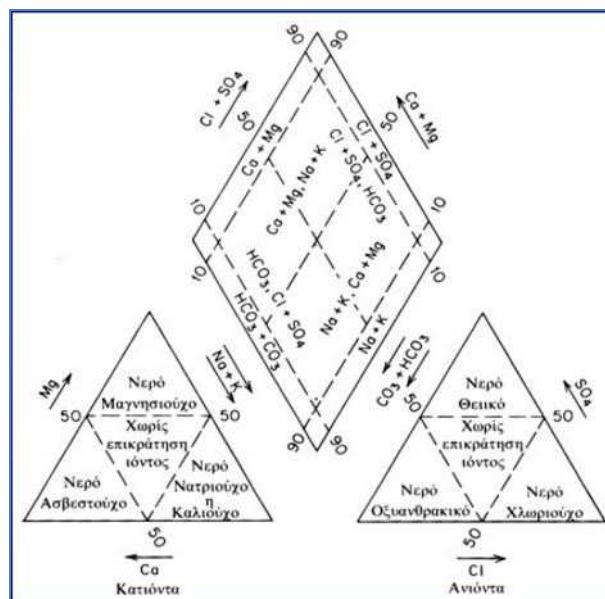 90
90
Cl + SO4
50
50
Ca + Mg
Ca + Mg
Cl + SO4
Ca + Mg, Na + K
Cl + SO4, HCO3
10
10
10
10
HCO3, Cl + SO4
HCO3 + CO3
Na + K, Ca + Mg
Na + K
90
90
Mg
50
50
Na + K
Νερό
Μαγνησιούχο
Χωρίς
επικράτηση
ιόντος
Νερό
Ασβεστούχο
Νερό
Νατριούχο
η
Καλιούχο
50
Ca
Κατιόντα
CO3 + HCO3
50
50
SO4
Νερό
Θειικό
Χωρίς
επικράτηση
ιόντος
Νερό
Οξυανθρακικό
Νερό
Χλωριούχο
50
Cl
Ανιόντα